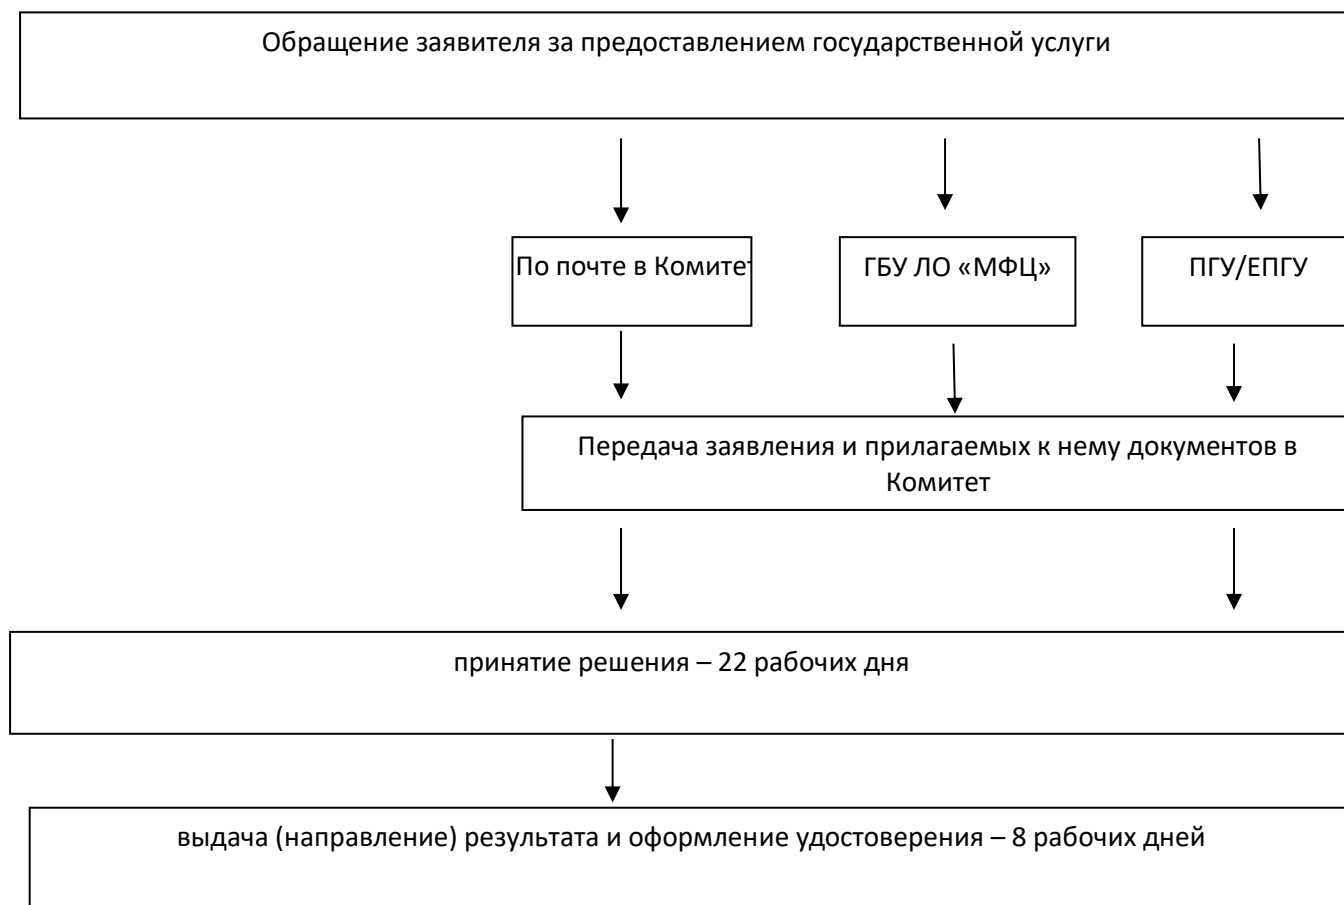 Обращение заявителя за предоставлением государственной услуги
По почте в Комитет
ГБУ ЛО «МФЦ»
ПГУ/ЕПГУ
Передача заявления и прилагаемых к нему документов в
Комитет
принятие решения – 22 рабочих дня
выдача (направление) результата и оформление удостоверения – 8 рабочих дней